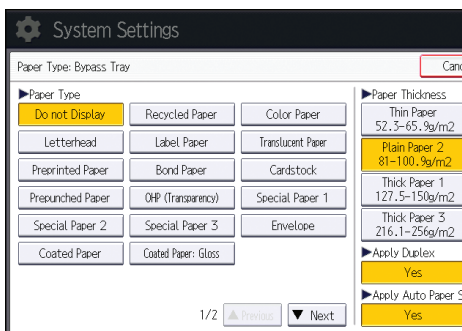 System Settings
Paper Type: Bypass Tray
Paper Type
Do not Display
Recycled Paper
Color Paper
Letterhead
Label Paper
Translucent Paper
Preprinted Paper
Bond Paper
Cardstock
Prepunched Paper
OHP (Transparency)
Special Paper 1
Special Paper 2
Special Paper 3
Envelope
Coated Paper
Coated Paper: Gloss
1/2
Previous
Next
Paper Thickness
Thin Paper
52.3-65.9g/m2
Plain Paper 2
81-100.9g/m2
Thick Paper 1
127.5-150g/m2
Thick Paper 3
216.1-256g/m2
Apply Duplex
Yes
Apply Auto Paper
Yes